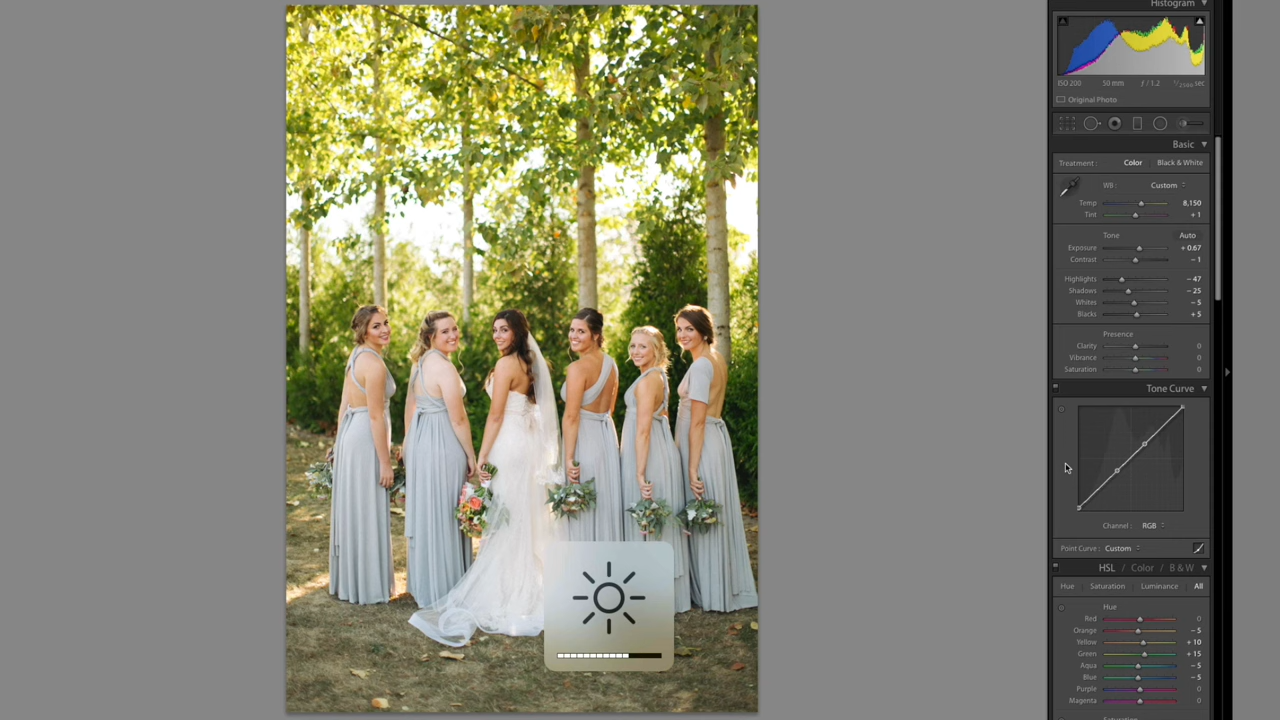 Histogram
ISO 200 50 mm ƒ / 1.2
Original Photo
Basic
Treatment : Color Black & White
WB : Custom
Temp 8,150
Tint + 1
Tone Auto
Exposure + 0.67
Contrast − 1
Highlights − 47
Shadows − 25
Whites − 5
Blacks + 5
Presence
Clarity 0
Vibrance 0
Saturation 0
Tone Curve
Channel : RGB
Point Curve : Custom
HSL / Color / B & W
Hue Saturation Luminance All
Hue
Red 0
Orange − 5
Yellow + 10
Green + 15
Aqua − 5
Blue − 5
Purple 0
Magenta 0